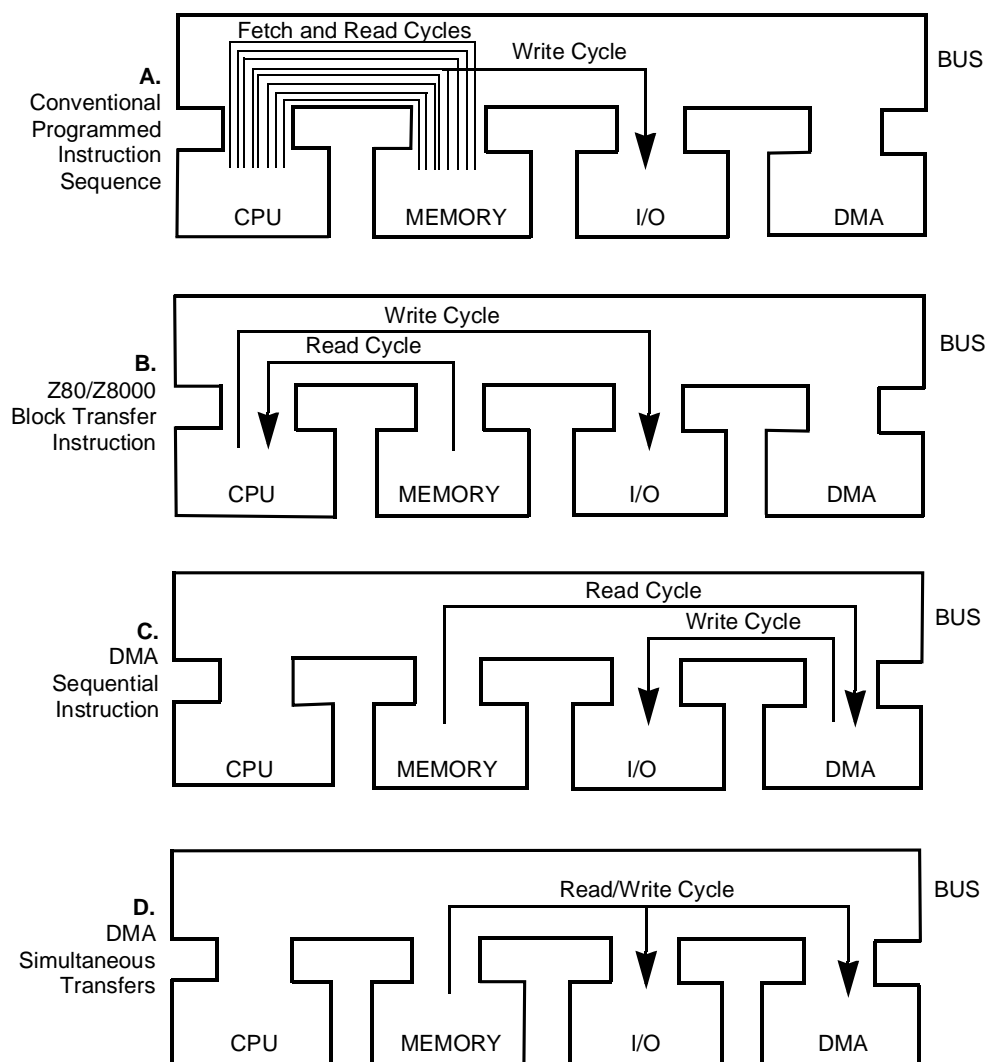 Fetch and Read Cycles
Write Cycle
BUS
A.
Conventional
Programmed
Instruction
Sequence
CPU
MEMORY
I/O
DMA
Write Cycle
Read Cycle
BUS
B.
Z80/Z8000
Block Transfer
Instruction
CPU
MEMORY
I/O
DMA
Read Cycle
Write Cycle
BUS
C.
DMA
Sequential
Instruction
CPU
MEMORY
I/O
DMA
Read/Write Cycle
BUS
D.
DMA
Simultaneous
Transfers
CPU
MEMORY
I/O
DMA